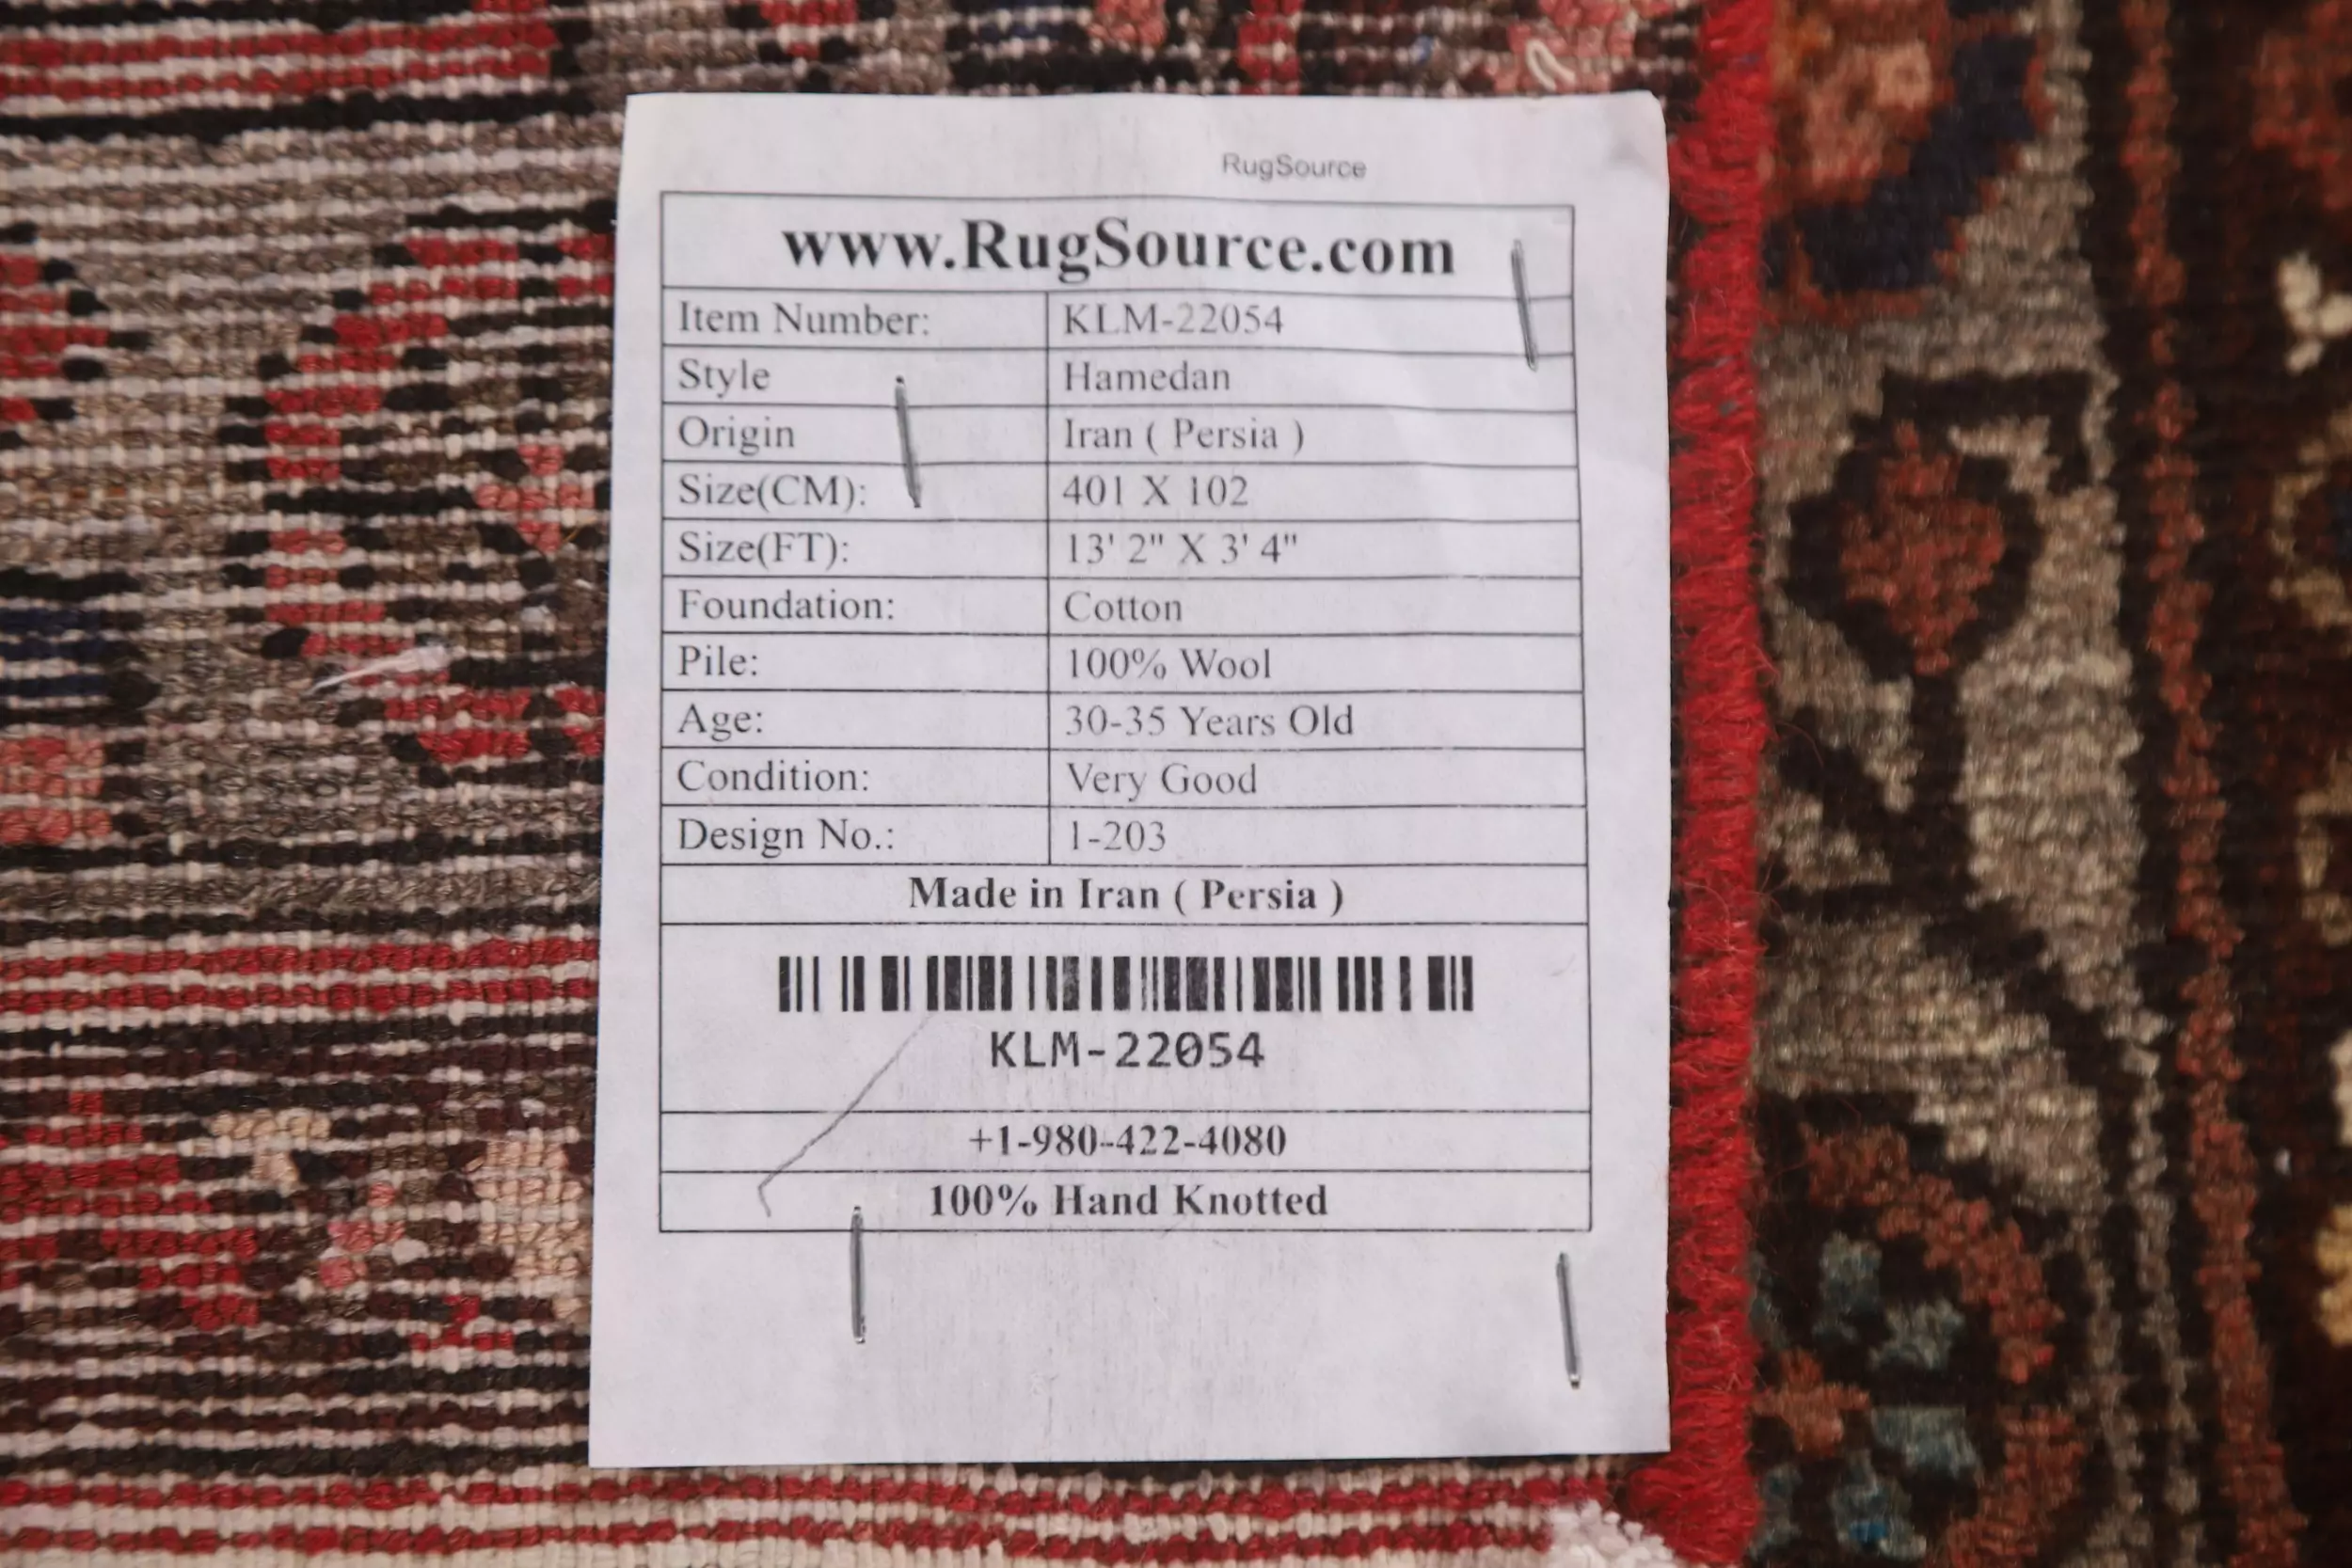 RugSource
www.RugSource.com
Item Number: KLM-22054
Style Hamedan
Origin Iran ( Persia )
Size(CM): 401 X 102
Size(FT): 13' 2" X 3' 4"
Foundation: Cotton
Pile: 100% Wool
Age: 30-35 Years Old
Condition: Very Good
Design No.: 1-203
Made in Iran ( Persia )
KLM-22054
+1-980-422-4080
100% Hand Knotted